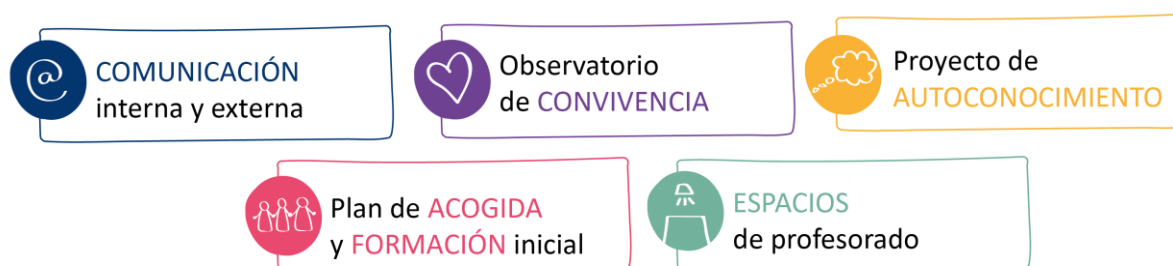 @
COMUNICACIÓN
interna y externa
Observatorio
de CONVIVENCIA
Proyecto de
AUTOCONOCIMIENTO
Plan de ACOGIDA
y FORMACIÓN inicial
ESPACIOS
de profesorado